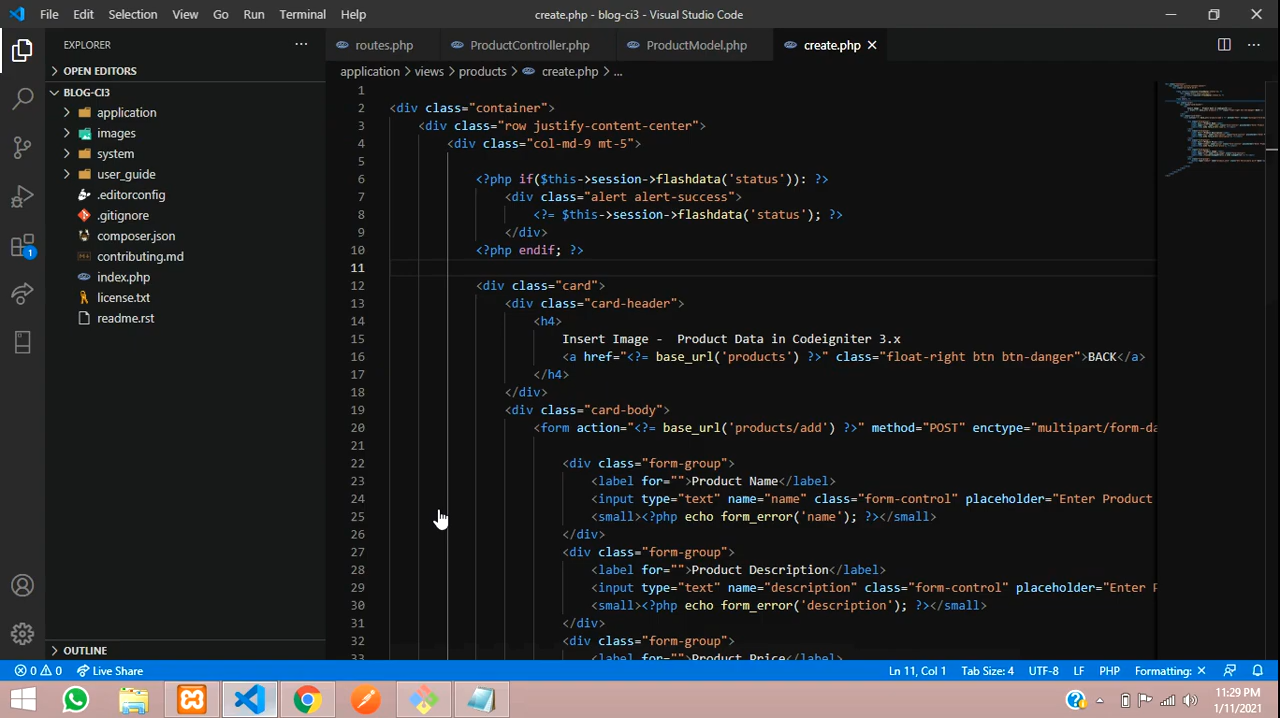 File Edit Selection View Go Run Terminal Help create.php - blog-ci3 - Visual Studio Code
EXPLORER
routes.php ProductController.php ProductModel.php create.php
OPEN EDITORS
application > views > products > create.php > ...
BLOG-CI3
application
images
system
user_guide
.editorconfig
.gitignore
composer.json
contributing.md
index.php
license.txt
readme.rst
OUTLINE
1
2 <div class="container">
3 <div class="row justify-content-center">
4 <div class="col-md-9 mt-5">
5
6 <?php if($this->session->flashdata('status')): ?>
7 <div class="alert alert-success">
8 <?= $this->session->flashdata('status'); ?>
9 </div>
10 <?php endif; ?>
11
12 <div class="card">
13 <div class="card-header">
14 <h4>
15 Insert Image - Product Data in Codeigniter 3.x
16 <a href="<?= base_url('products') ?>" class="float-right btn btn-danger">BACK</a>
17 </h4>
18 </div>
19 <div class="card-body">
20 <form action="<?= base_url('products/add') ?>" method="POST" enctype="multipart/form-da
21
22 <div class="form-group">
23 <label for="">Product Name</label>
24 <input type="text" name="name" class="form-control" placeholder="Enter Product
25 <small><?php echo form_error('name'); ?></small>
26 </div>
27 <div class="form-group">
28 <label for="">Product Description</label>
29 <input type="text" name="description" class="form-control" placeholder="Enter P
30 <small><?php echo form_error('description'); ?></small>
31 </div>
32 <div class="form-group">
33 <label for="">Product Price</label>
0 0 Live Share Ln 11, Col 1 Tab Size: 4 UTF-8 LF PHP Formatting: ×
11:29 PM
1/11/2021